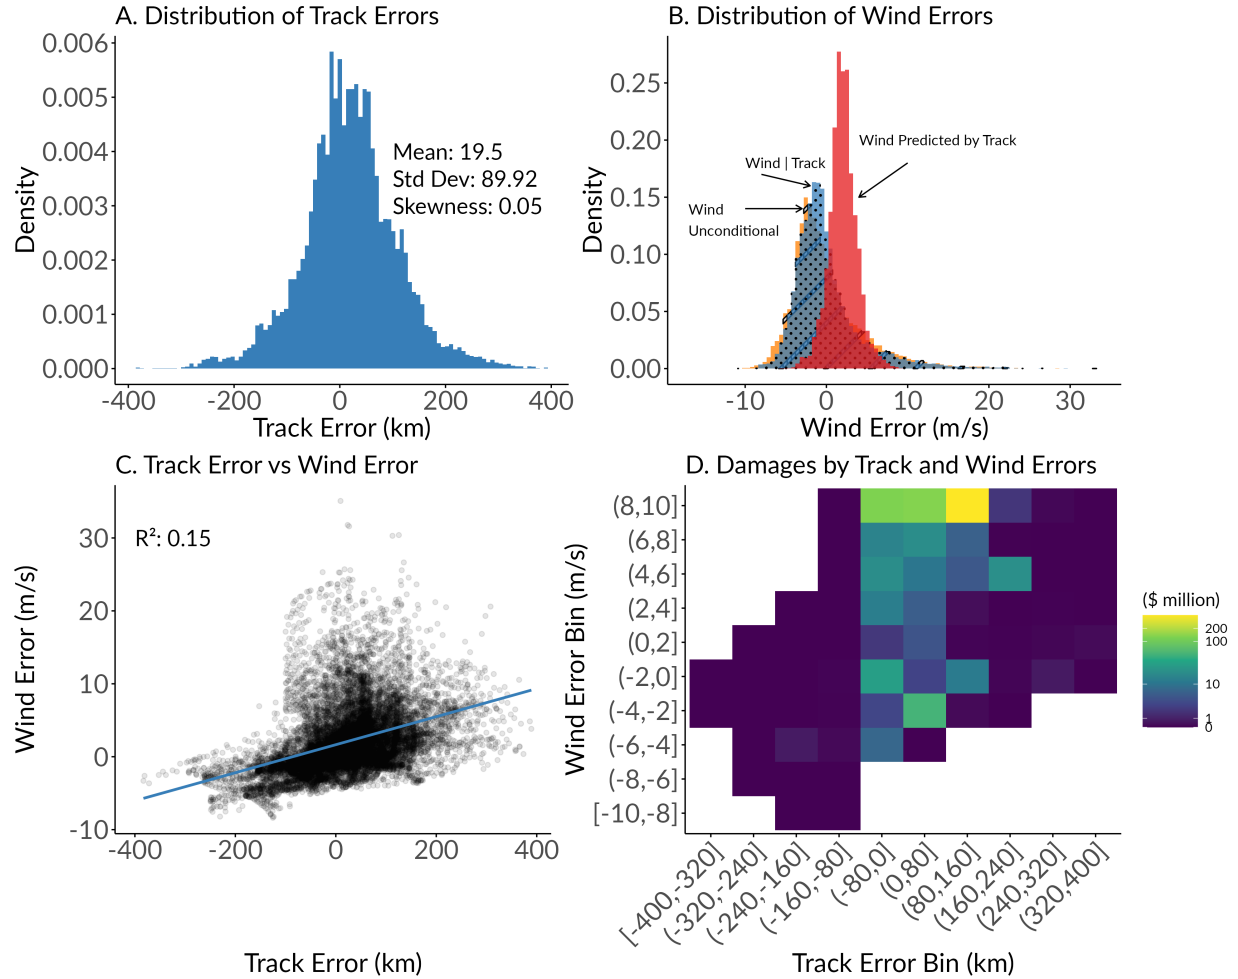 A. Distribution of Track Errors
0.006
0.005
0.004
0.003
0.002
0.001
0.000
Density
Mean: 19.5
Std Dev: 89.92
Skewness: 0.05
-400
-200
0
200
400
Track Error (km)
B. Distribution of Wind Errors
0.25
0.20
0.15
0.10
0.05
0.00
Density
Wind Predicted by Track
Wind | Track
Wind
Unconditional
-10
0
10
20
30
Wind Error (m/s)
C. Track Error vs Wind Error
R²: 0.15
30
20
10
0
-10
Wind Error (m/s)
-400
-200
0
200
400
Track Error (km)
D. Damages by Track and Wind Errors
(8,10]
(6,8]
(4,6]
(2,4]
(0,2]
(-2,0]
(-4,-2]
(-6,-4]
(-8,-6]
[-10,-8]
Wind Error Bin (m/s)
[-400,-320]
(-320,-240]
(-240,-160]
(-160,-80]
(-80,0]
(0,80]
(80,160]
(160,240]
(240,320]
(320,400]
Track Error Bin (km)
($ million)
200
100
10
1
0